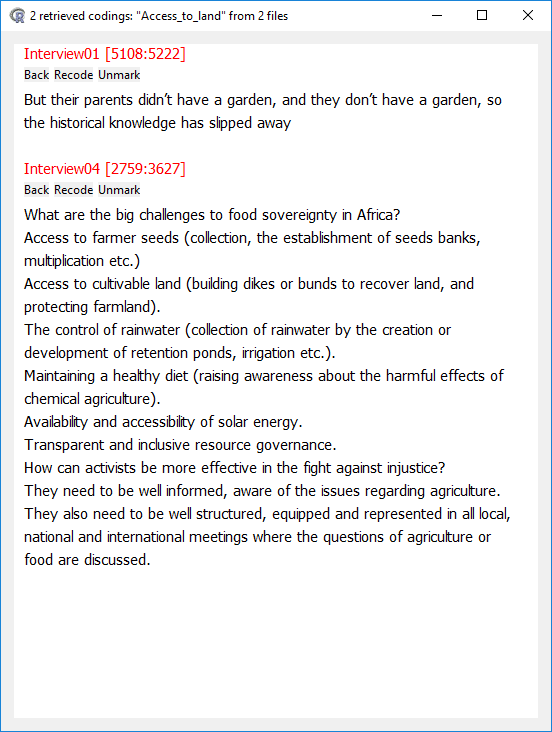 2 retrieved codings: "Access_to_land" from 2 files
Interview01 [5108:5222]
Back Recode Unmark
But their parents didn’t have a garden, and they don’t have a garden, so
the historical knowledge has slipped away
Interview04 [2759:3627]
Back Recode Unmark
What are the big challenges to food sovereignty in Africa?
Access to farmer seeds (collection, the establishment of seeds banks,
multiplication etc.)
Access to cultivable land (building dikes or bunds to recover land, and
protecting farmland).
The control of rainwater (collection of rainwater by the creation or
development of retention ponds, irrigation etc.).
Maintaining a healthy diet (raising awareness about the harmful effects of
chemical agriculture).
Availability and accessibility of solar energy.
Transparent and inclusive resource governance.
How can activists be more effective in the fight against injustice?
They need to be well informed, aware of the issues regarding agriculture.
They also need to be well structured, equipped and represented in all local,
national and international meetings where the questions of agriculture or
food are discussed.